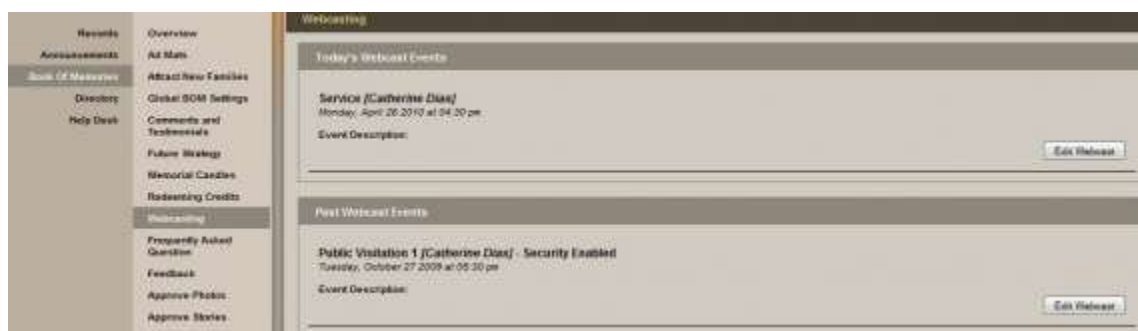 Records
Announcements
Book Of Memories
Directory
Help Desk
Overview
Ad Mats
Attract New Families
Global BOM Settings
Comments and
Testimonials
Future Strategy
Memorial Candles
Redeeming Credits
Webcasting
Frequently Asked
Question
Feedback
Approve Photos
Approve Stories
Webcasting
Today's Webcast Events
Service [Catherine Dias]
Monday, April 26 2010 at 04:30 pm
Event Description:
Edit Webcast
Past Webcast Events
Public Visitation 1 [Catherine Dias] - Security Enabled
Tuesday, October 27 2009 at 05:30 pm
Event Description:
Edit Webcast